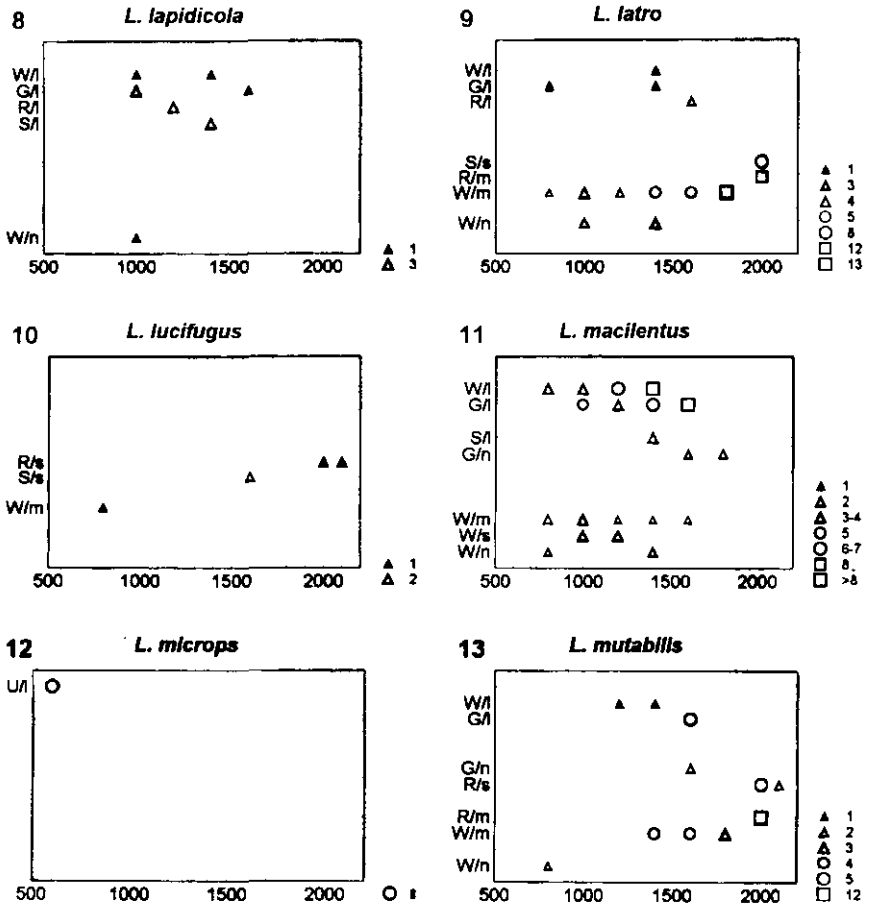 8 L. lapidicola
W/l
G/l
R/l
S/l
W/n
500 1000 1500 2000
1
3
9 L. latro
W/l
G/l
R/l
S/s
R/m
W/m
W/n
500 1000 1500 2000
1
3
4
5
8
12
13
10 L. lucifugus
R/s
S/s
W/m
500 1000 1500 2000
1
2
11 L. macilentus
W/l
G/l
S/l
G/n
W/m
W/s
W/n
500 1000 1500 2000
1
2
3-4
5
6-7
8
>8
12 L. microps
U/l
500 1000 1500 2000
13 L. mutabilis
W/l
G/l
G/n
R/s
R/m
W/m
W/n
500 1000 1500 2000
1
2
3
4
5
12